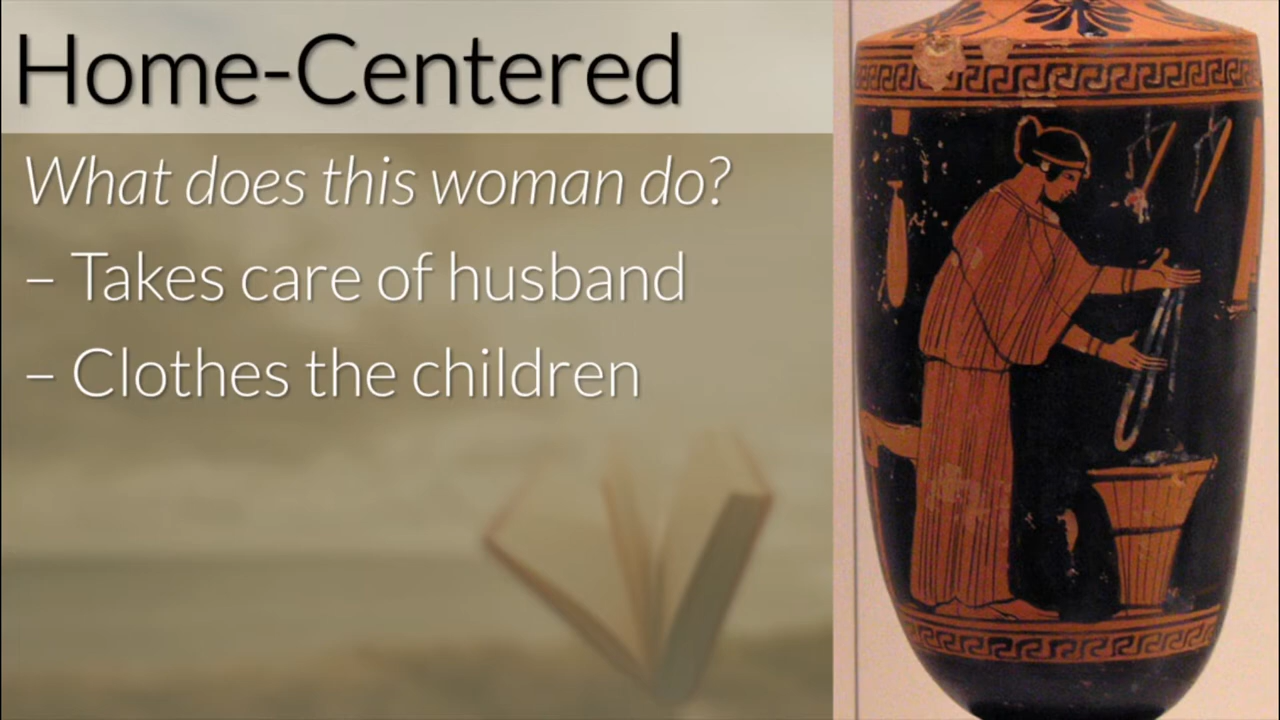 Home-Centered
What does this woman do?
– Takes care of husband
– Clothes the children